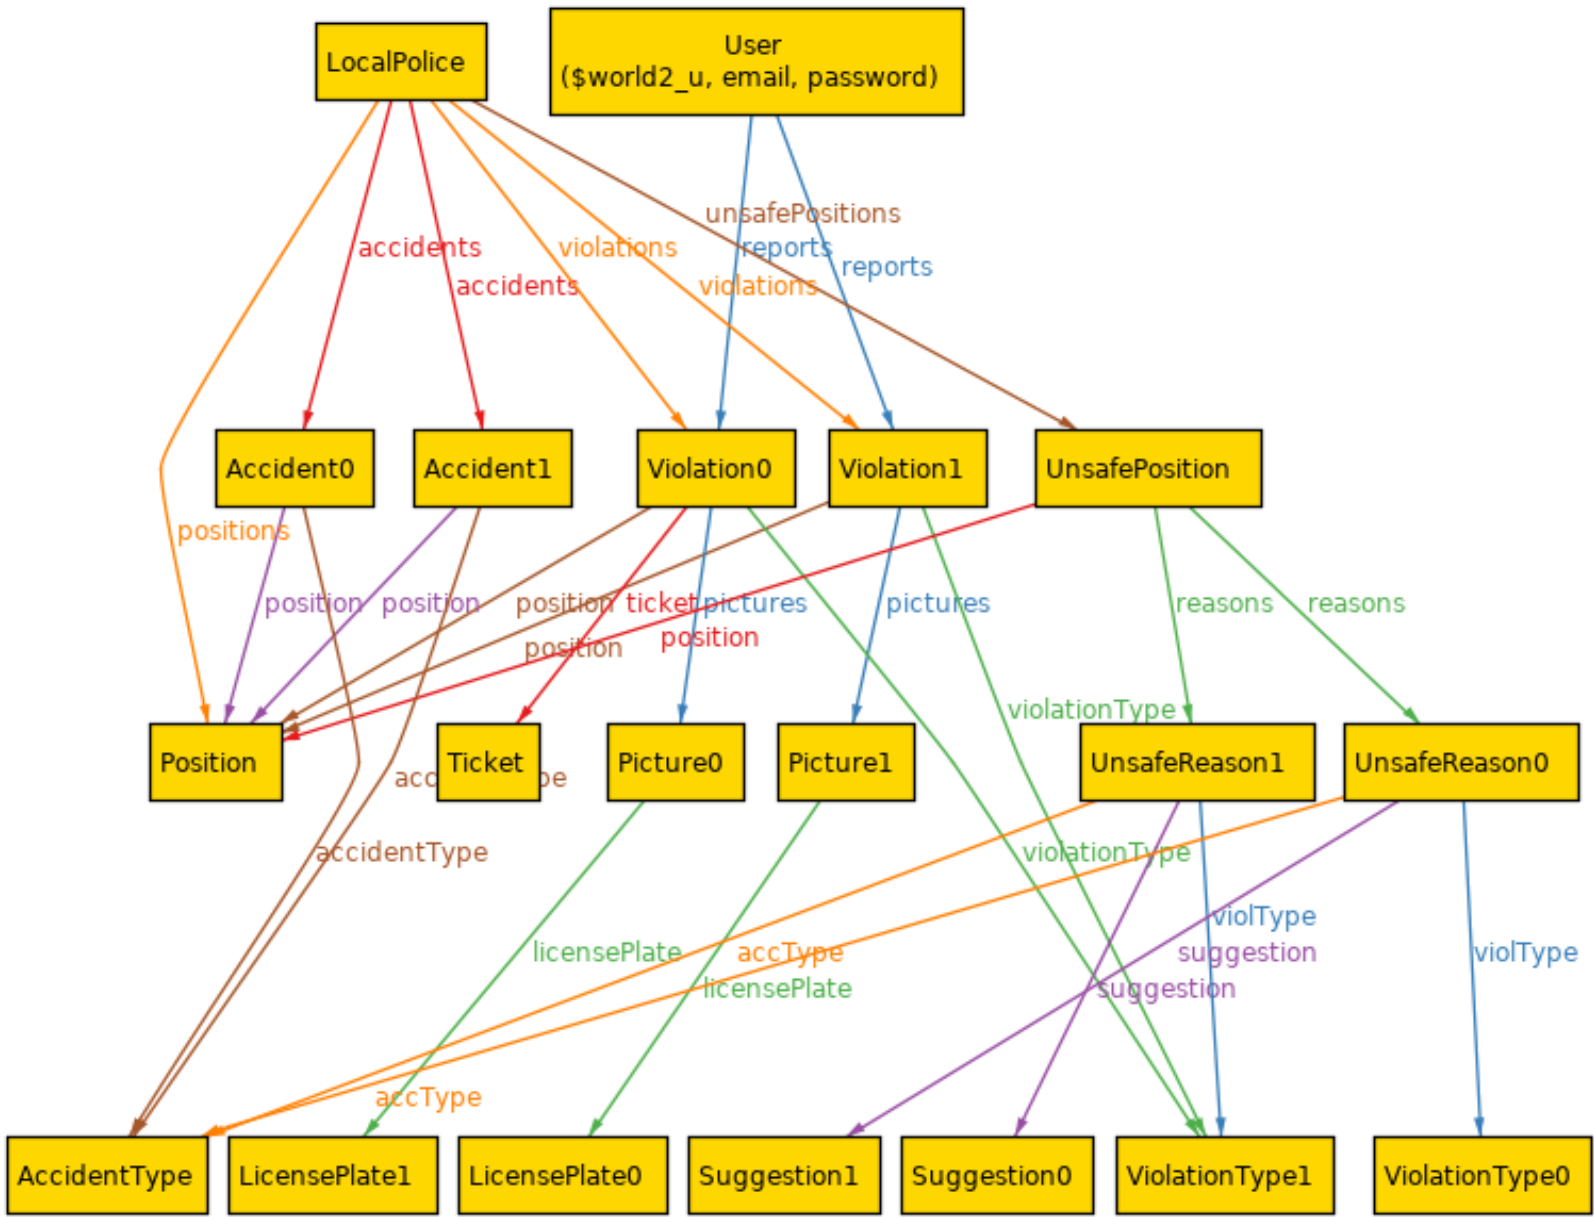 LocalPolice
User
($world2_u, email, password)
unsafePositions
accidents
violations
reports
reports
accidents
violations
Accident0
Accident1
Violation0
Violation1
UnsafePosition
positions
position
position
position
ticket
pictures
pictures
reasons
reasons
position
position
violationType
Position
Ticket
Picture0
Picture1
UnsafeReason1
UnsafeReason0
accidentType
violationType
violType
licensePlate
accType
suggestion
violType
licensePlate
suggestion
accType
AccidentType
LicensePlate1
LicensePlate0
Suggestion1
Suggestion0
ViolationType1
ViolationType0